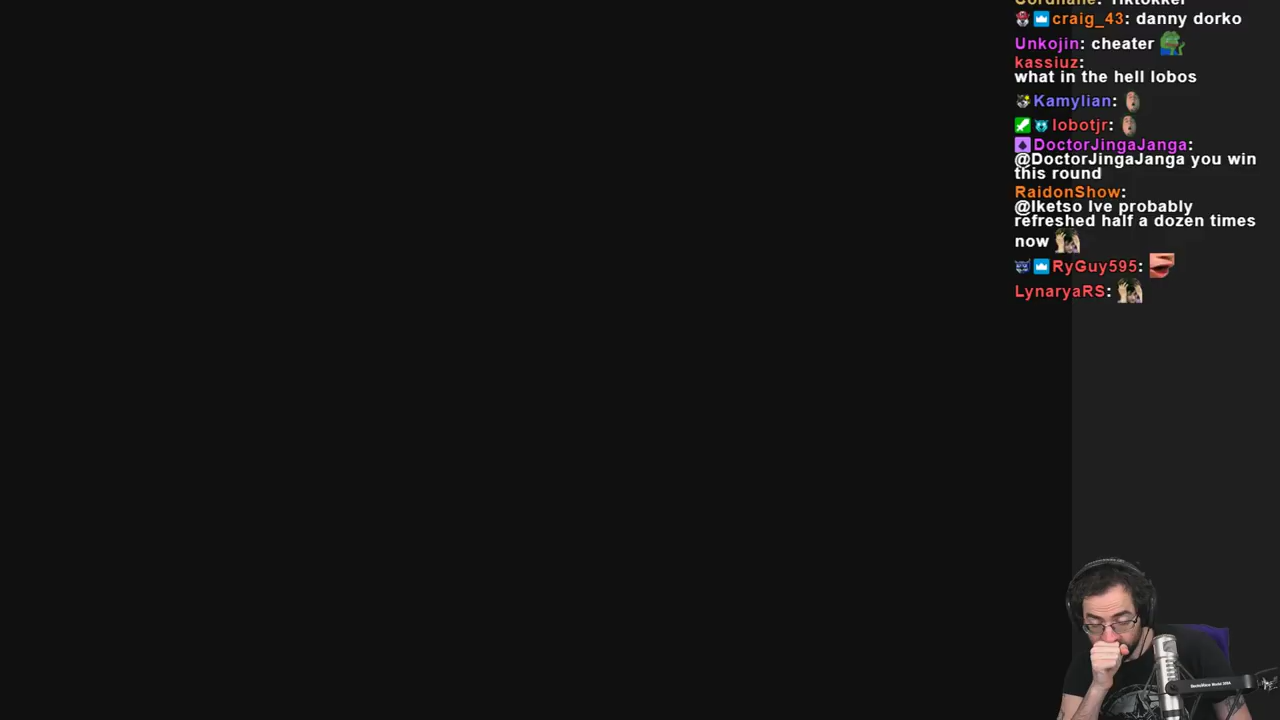 craig_43: danny dorko
Unkojin: cheater
kassiuz:
what in the hell lobos
Kamylian:
lobotjr:
DoctorJingaJanga:
@DoctorJingaJanga you win
this round
RaidonShow:
@Iketso Ive probably
refreshed half a dozen times
now
RyGuy595:
LynaryaRS: